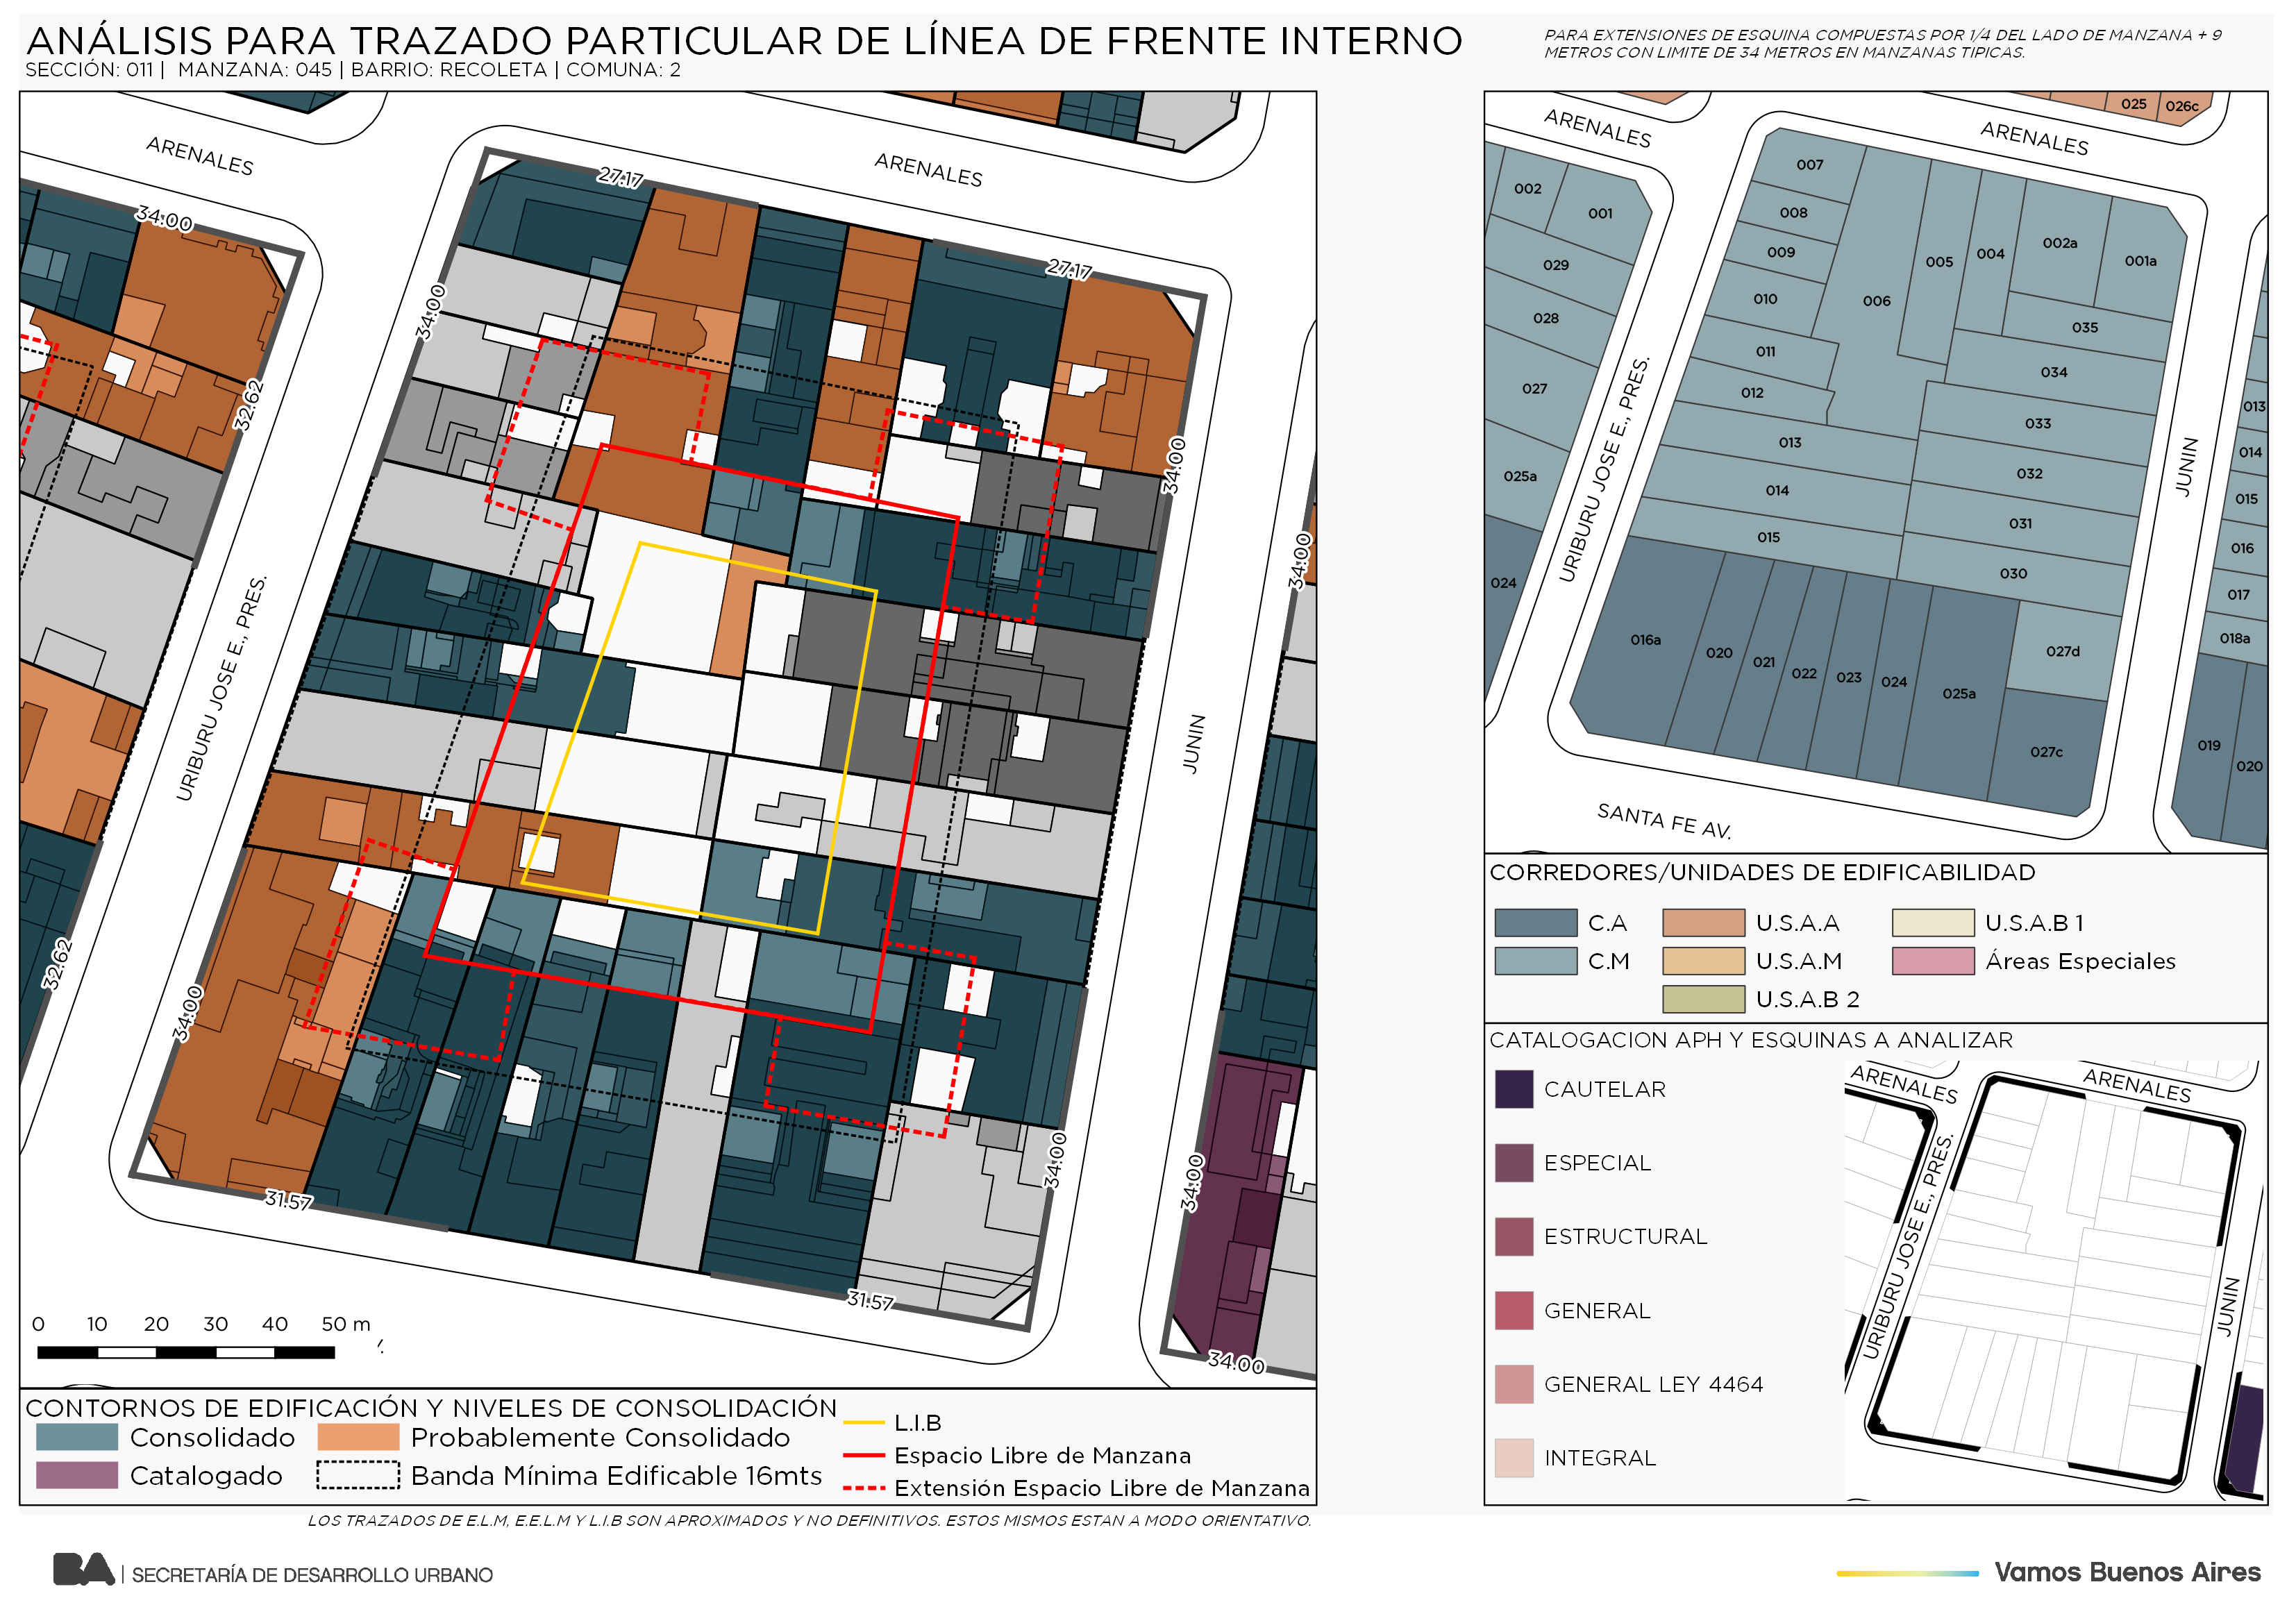 ANÁLISIS PARA TRAZADO PARTICULAR DE LÍNEA DE FRENTE INTERNO
SECCIÓN: 011 | MANZANA: 045 | BARRIO: RECOLETA | COMUNA: 2
PARA EXTENSIONES DE ESQUINA COMPUESTAS POR 1/4 DEL LADO DE MANZANA + 9
METROS CON LIMITE DE 34 METROS EN MANZANAS TIPICAS.
ARENALES
ARENALES
27.17
34.00
27.17
34.00
32.62
34.00
34.00
URIBURU JOSE E., PRES.
JUNIN
32.62
34.00
34.00
34.00
31.57
31.57
34.00
0 10 20 30 40 50 m
CONTORNOS DE EDIFICACIÓN Y NIVELES DE CONSOLIDACIÓN
Consolidado
Probablemente Consolidado
Catalogado
Banda Mínima Edificable 16mts
L.I.B
Espacio Libre de Manzana
Extensión Espacio Libre de Manzana
LOS TRAZADOS DE E.L.M, E.E.L.M Y L.I.B SON APROXIMADOS Y NO DEFINITIVOS. ESTOS MISMOS ESTAN A MODO ORIENTATIVO.
025
026c
ARENALES
ARENALES
007
002
001
008
009
002a
001a
004
005
029
010
006
035
028
011
034
027
012
033
013
013
014
032
025a
014
015
031
015
016
024
030
017
016a
020
021
022
023
024
025a
027d
018a
027c
019
020
URIBURU JOSE E., PRES.
JUNIN
SANTA FE AV.
CORREDORES/UNIDADES DE EDIFICABILIDAD
C.A
U.S.A.A
U.S.A.B 1
C.M
U.S.A.M
Áreas Especiales
U.S.A.B 2
CATALOGACION APH Y ESQUINAS A ANALIZAR
CAUTELAR
ESPECIAL
ESTRUCTURAL
GENERAL
GENERAL LEY 4464
INTEGRAL
ARENALES
ARENALES
URIBURU JOSE E., PRES.
JUNIN
BA | SECRETARÍA DE DESARROLLO URBANO
Vamos Buenos Aires